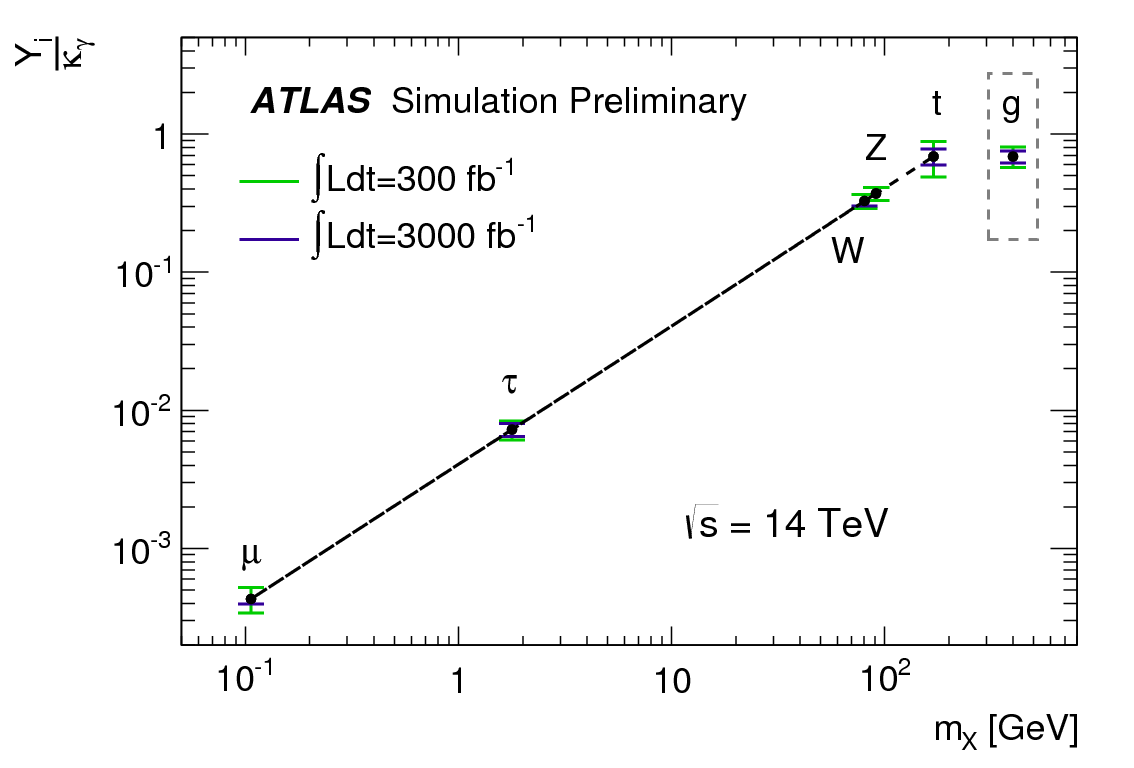 Yᵢ
κᵧ
ATLAS Simulation Preliminary
∫Ldt=300 fb⁻¹
∫Ldt=3000 fb⁻¹
t
g
Z
W
τ
μ
√s = 14 TeV
1
10⁻¹
10⁻²
10⁻³
10⁻¹ 1 10 10²
m_X [GeV]